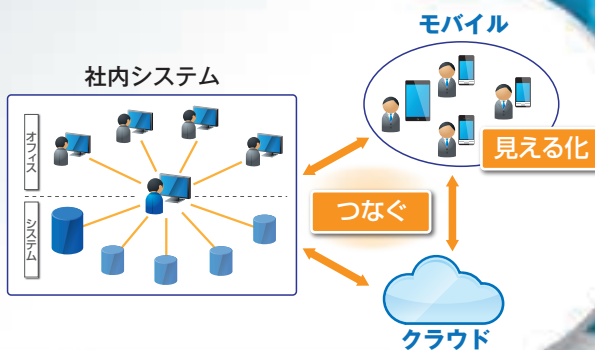 モバイル
社内システム
オフィス
見える化
つなぐ
システム
クラウド